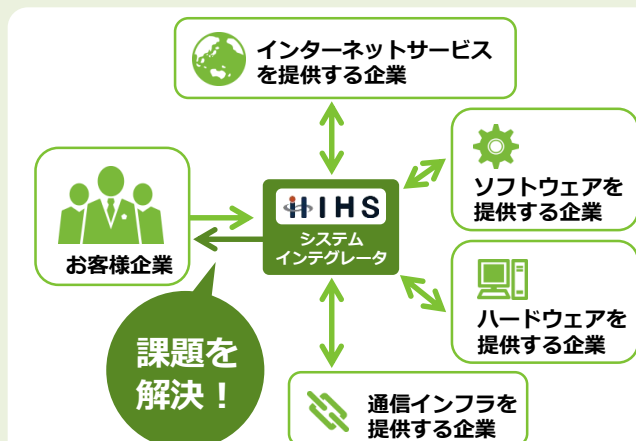 インターネットサービス
を提供する企業
ソフトウェアを
提供する企業
IHS
システム
インテグレータ
お客様企業
ハードウェアを
提供する企業
課題を
解決！
通信インフラを
提供する企業